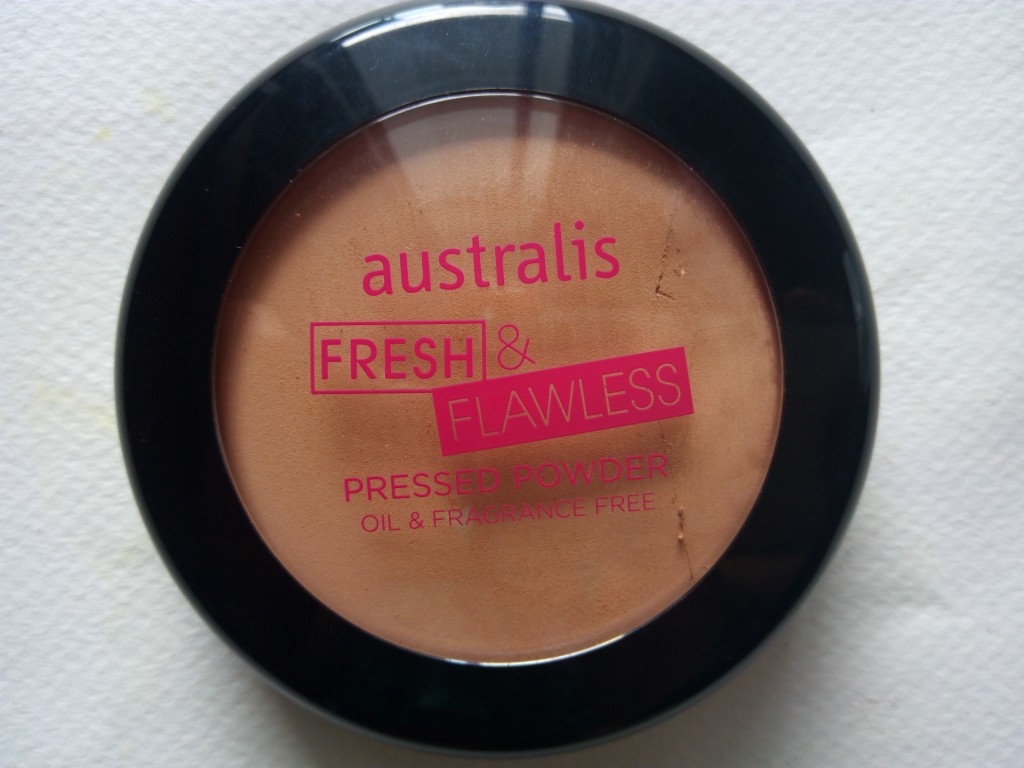 australis
FRESH &
FLAWLESS
PRESSED POWDER
OIL & FRAGRANCE FREE